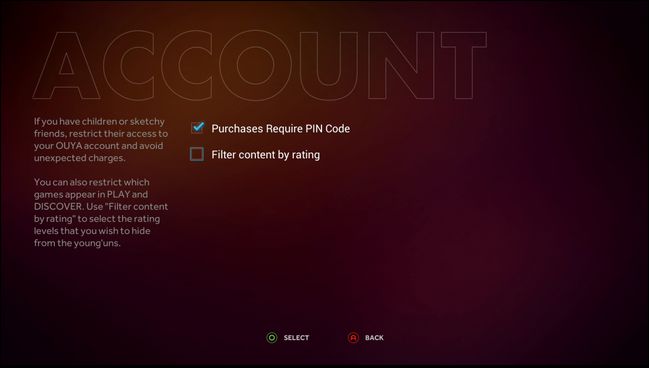 ACCOUNT
If you have children or sketchy
friends, restrict their access to
your OUYA account and avoid
unexpected charges.
You can also restrict which
games appear in PLAY and
DISCOVER. Use "Filter content
by rating" to select the rating
levels that you wish to hide
from the young'uns.
Purchases Require PIN Code
Filter content by rating
O SELECT
A BACK